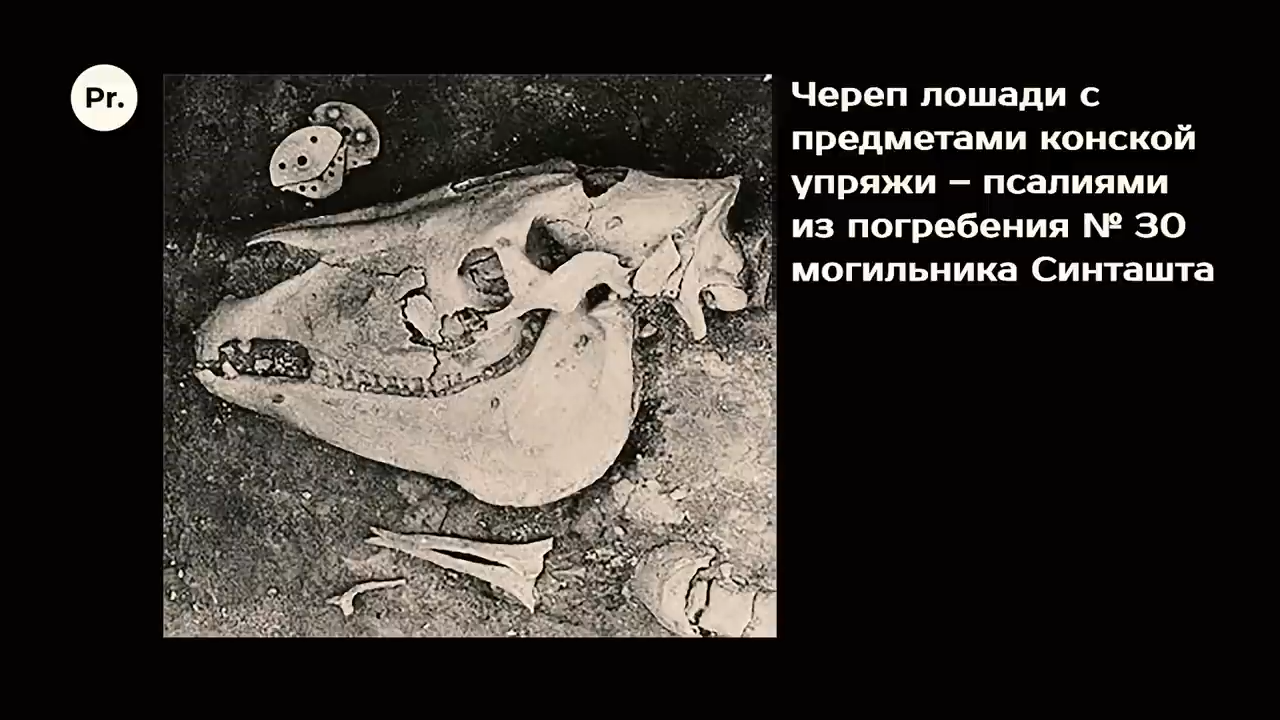 Pr.
Череп лошади с
предметами конской
упряжи – псалиями
из погребения № 30
могильника Синташта